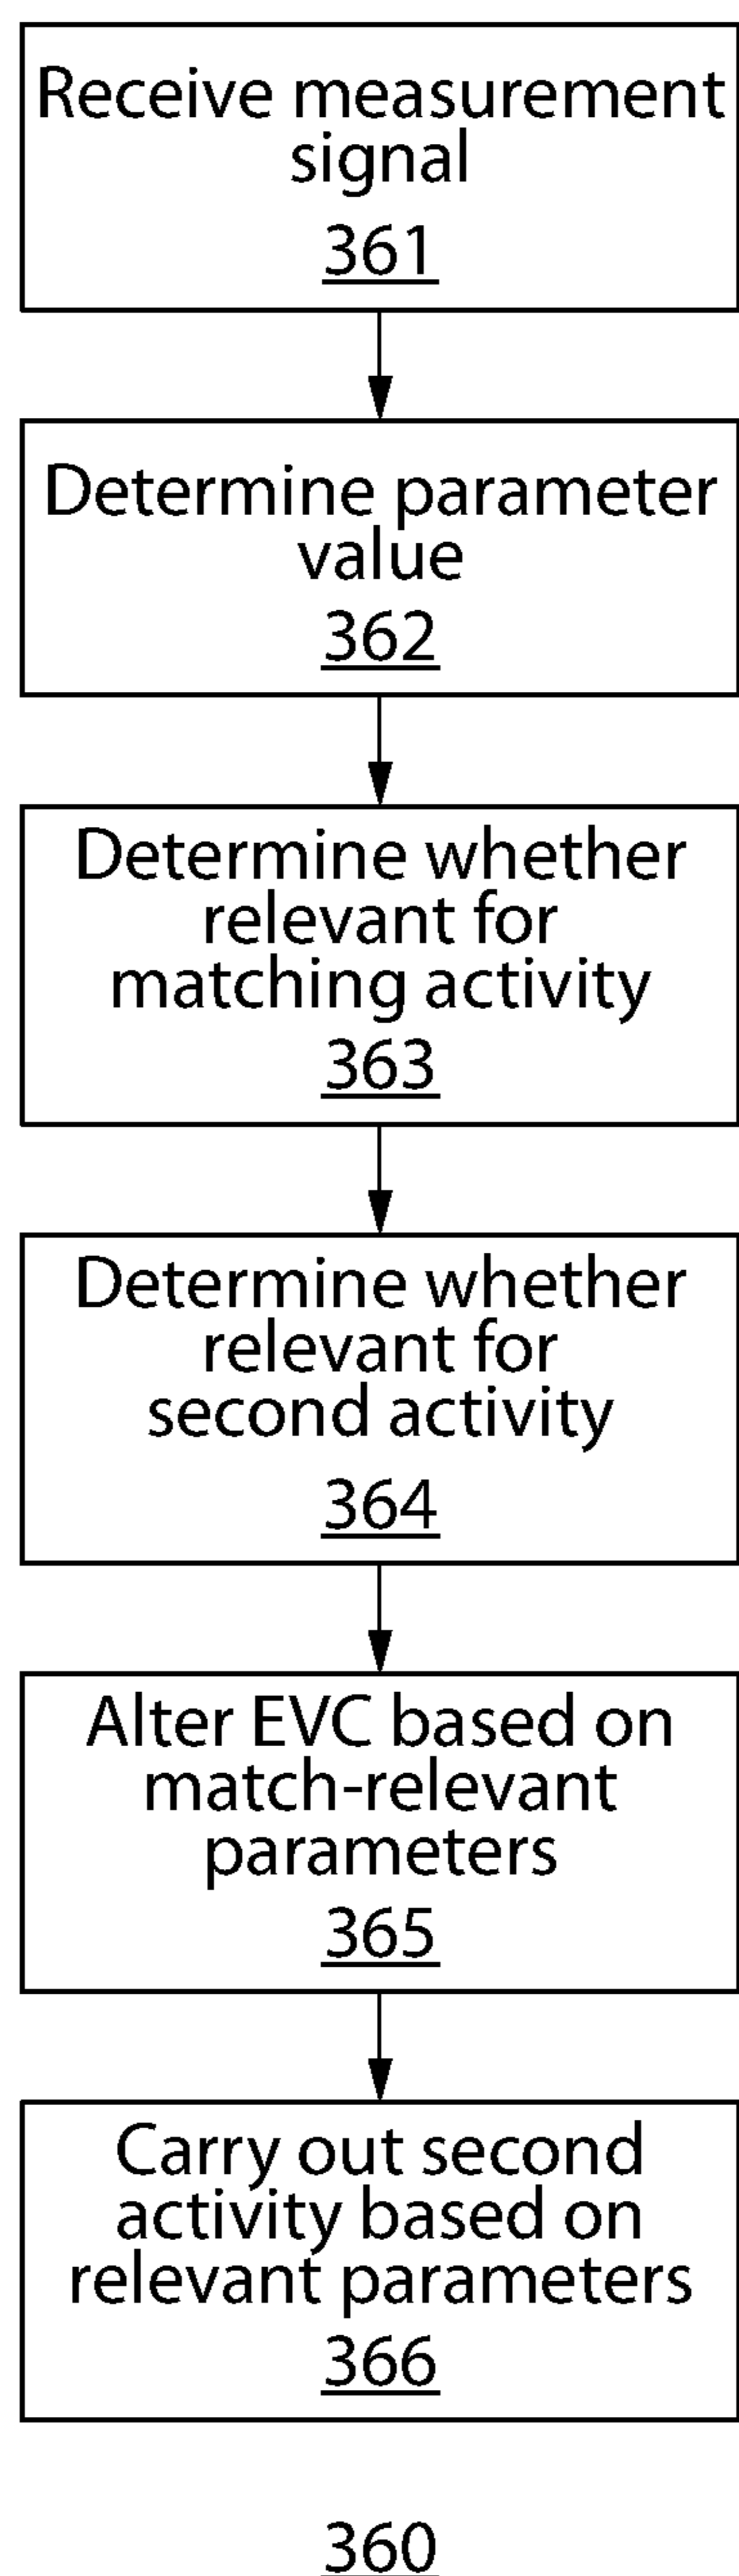 Receive measurement
signal
361
Determine parameter
value
362
Determine whether
relevant for
matching activity
363
Determine whether
relevant for
second activity
364
Alter EVC based on
match-relevant
parameters
365
Carry out second
activity based on
relevant parameters
366
360